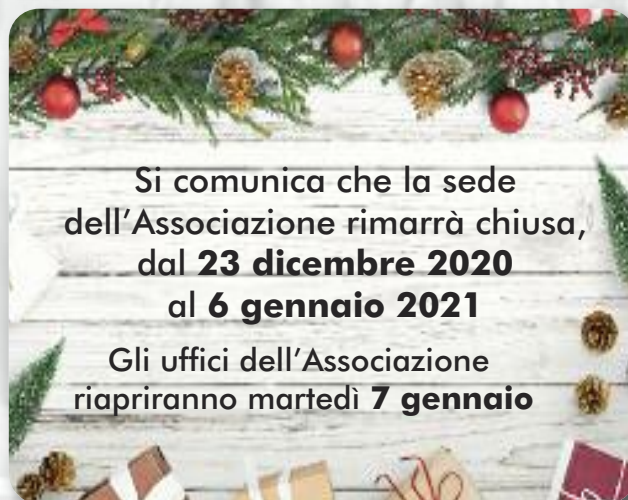 Si comunica che la sede
dell'Associazione rimarrà chiusa,
dal 23 dicembre 2020
al 6 gennaio 2021
Gli uffici dell'Associazione
riapriranno martedì 7 gennaio